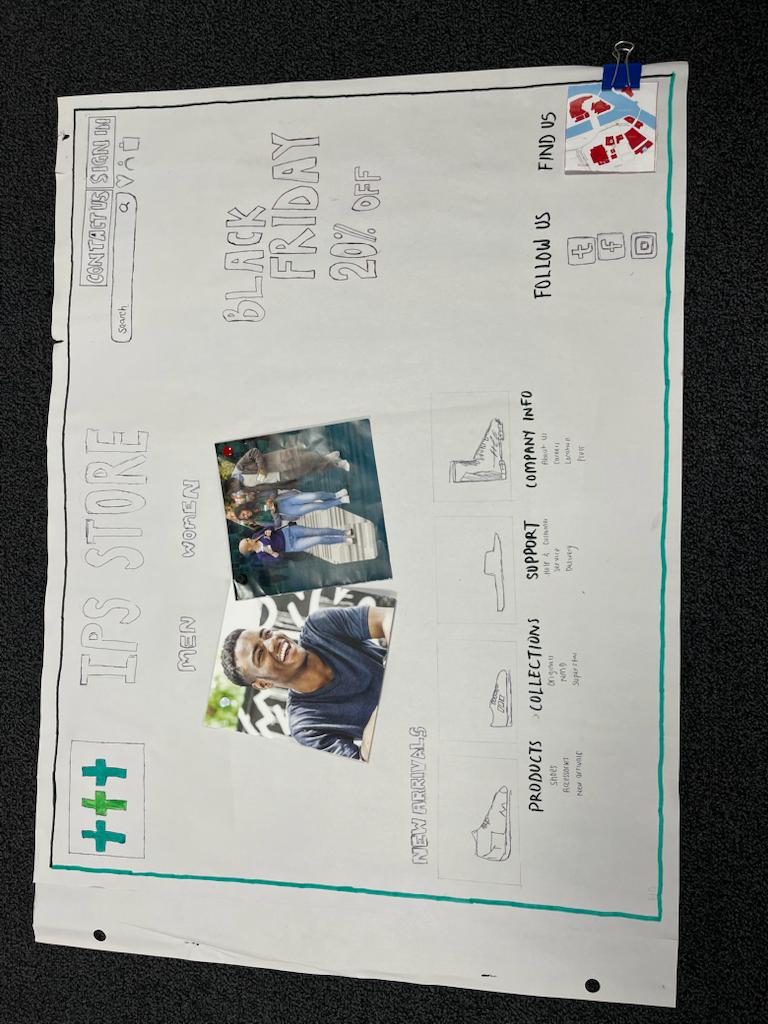 IPS STORE
CONTACT US
SIGN IN
Search
MEN
WOMEN
BLACK
FRIDAY
20% OFF
NEW ARRIVALS
PRODUCTS
Shoes
Accessories
New arrivals
COLLECTIONS
Originals
NMD
Superstar
SUPPORT
Help & Customer
Service
Delivery
COMPANY INFO
About Us
Careers
Location
Press
FOLLOW US
t
f
FIND US